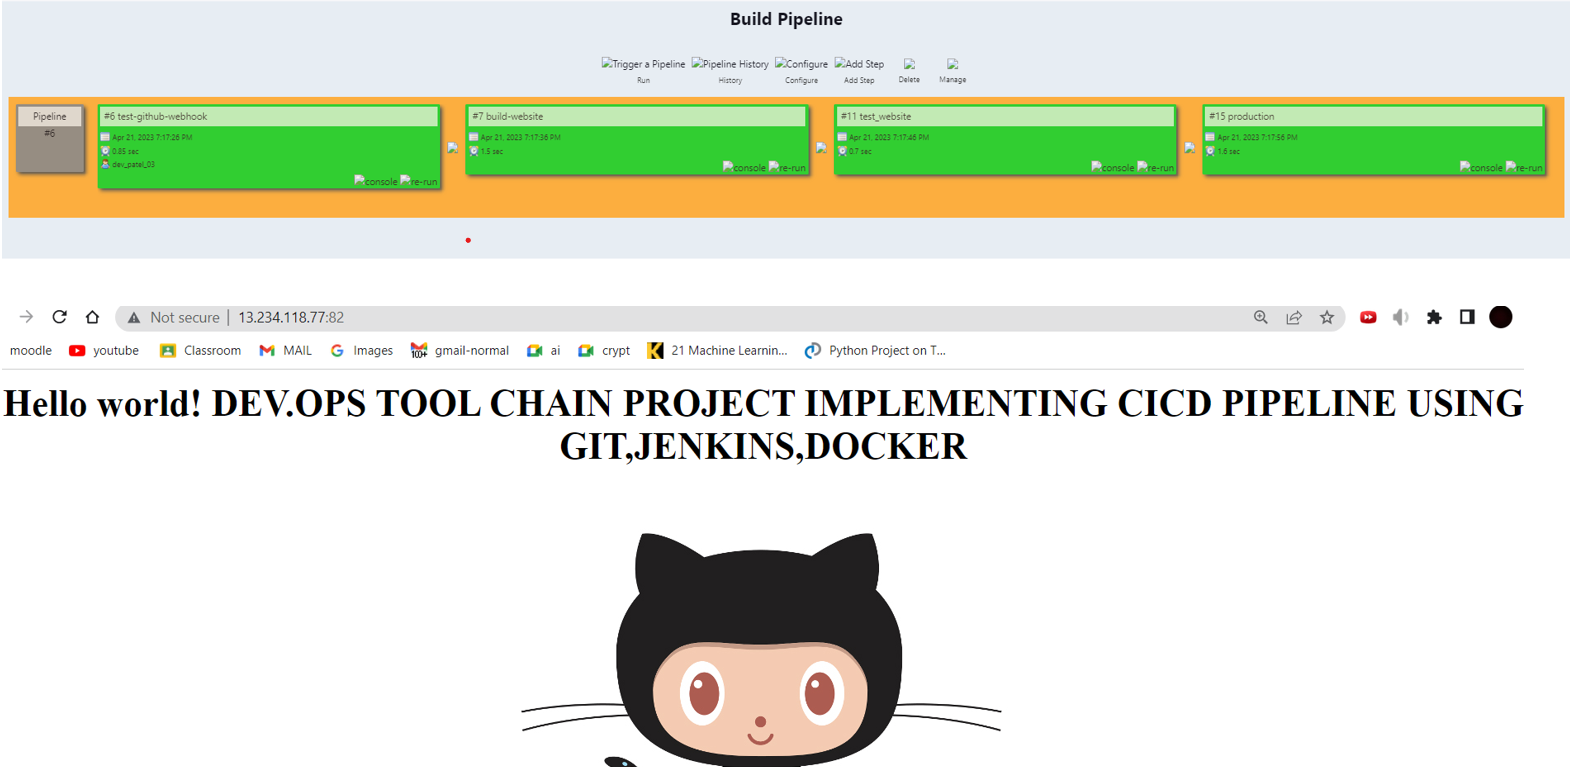 Build Pipeline
Trigger a Pipeline Pipeline History Configure Add Step
Run History Configure Add Step Delete Manage
Pipeline
#6
#6 test-github-webhook
Apr 21, 2023 7:17:26 PM
0.85 sec
dev_patel_03
console re-run
#7 build-website
Apr 21, 2023 7:17:36 PM
1.5 sec
console re-run
#11 test_website
Apr 21, 2023 7:17:46 PM
0.7 sec
console re-run
#15 production
Apr 21, 2023 7:17:56 PM
1.8 sec
console re-run
Not secure | 13.234.118.77:82
moodle youtube Classroom MAIL Images 10+ gmail-normal ai crypt K 21 Machine Learnin... Python Project on T...
Hello world! DEV.OPS TOOL CHAIN PROJECT IMPLEMENTING CICD PIPELINE USING
GIT,JENKINS,DOCKER